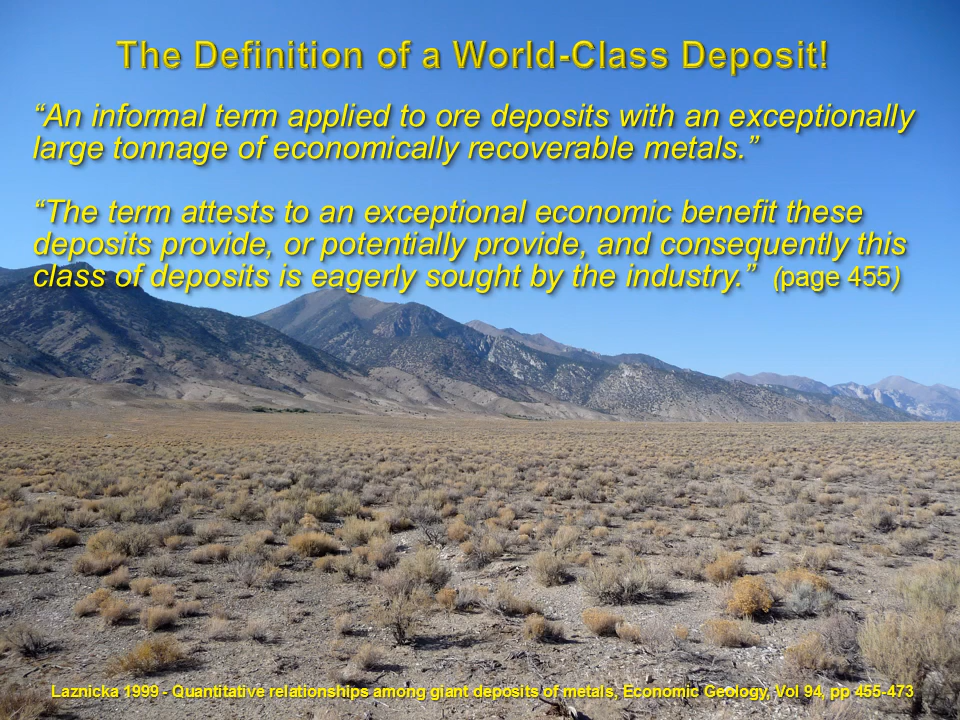 The Definition of a World-Class Deposit!
“An informal term applied to ore deposits with an exceptionally
large tonnage of economically recoverable metals.”
“The term attests to an exceptional economic benefit these
deposits provide, or potentially provide, and consequently this
class of deposits is eagerly sought by the industry.” (page 455)
Laznicka 1999 - Quantitative relationships among giant deposits of metals, Economic Geology, Vol 94, pp 455-473